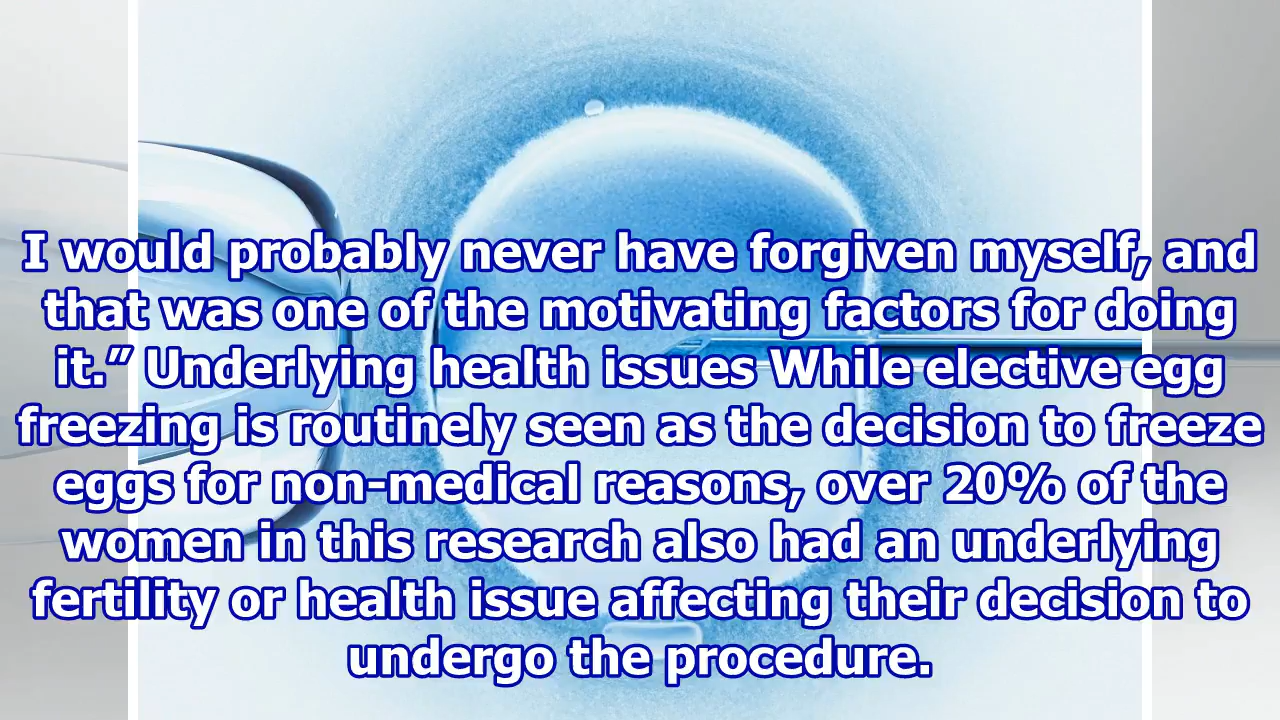 I would probably never have forgiven myself, and
that was one of the motivating factors for doing
it.” Underlying health issues While elective egg
freezing is routinely seen as the decision to freeze
eggs for non-medical reasons, over 20% of the
women in this research also had an underlying
fertility or health issue affecting their decision to
undergo the procedure.